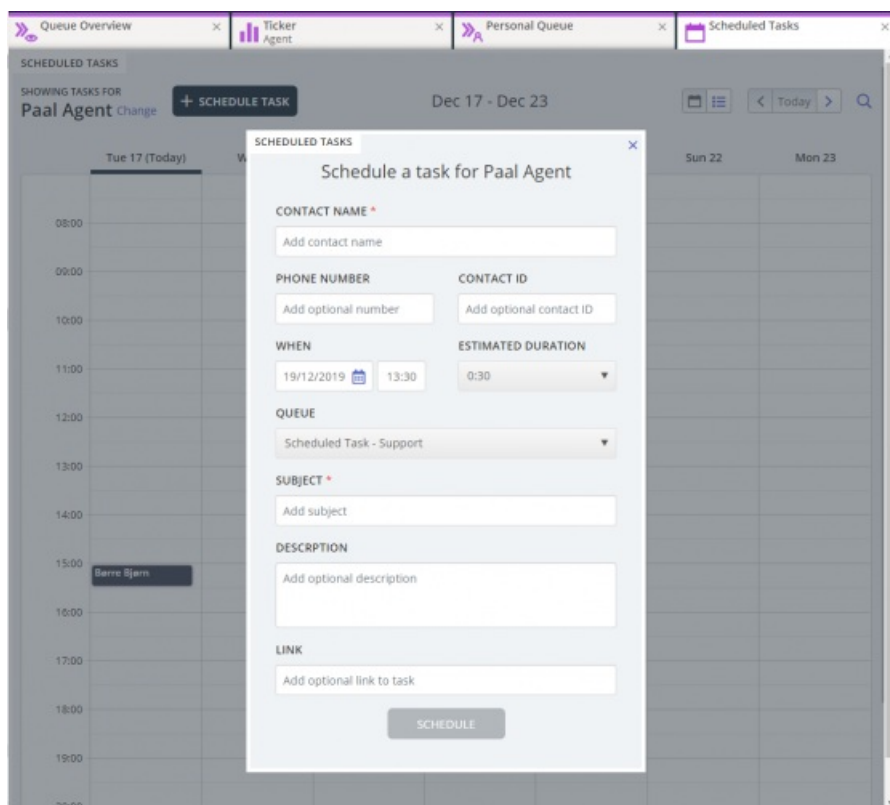 Queue Overview
Ticker
Agent
Personal Queue
Scheduled Tasks
SCHEDULED TASKS
SHOWING TASKS FOR
Paal Agent Change
+ SCHEDULE TASK
Dec 17 - Dec 23
Today
Tue 17 (Today)
W
Sun 22
Mon 23
SCHEDULED TASKS
Schedule a task for Paal Agent
CONTACT NAME *
Add contact name
PHONE NUMBER CONTACT ID
Add optional number Add optional contact ID
WHEN ESTIMATED DURATION
19/12/2019 13:30 0:30
QUEUE
Scheduled Task - Support
SUBJECT *
Add subject
DESCRPTION
Add optional description
LINK
Add optional link to task
SCHEDULE
08:00
09:00
10:00
11:00
12:00
13:00
14:00
15:00
Børre Bjørn
16:00
17:00
18:00
19:00